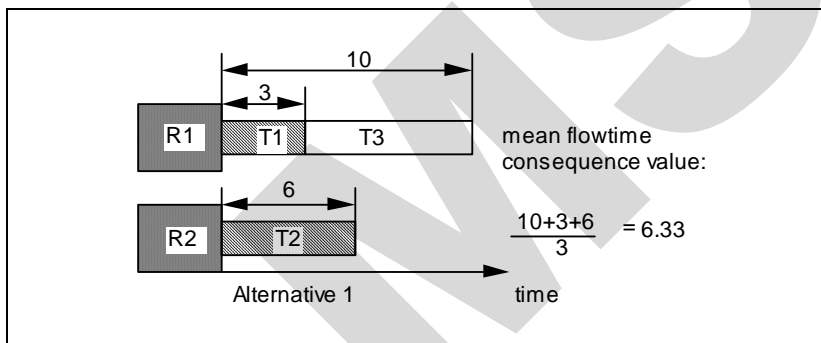 10
3
R1 T1 T3
mean flowtime
consequence value:
6
R2 T2
10+3+6
3
= 6.33
Alternative 1
time